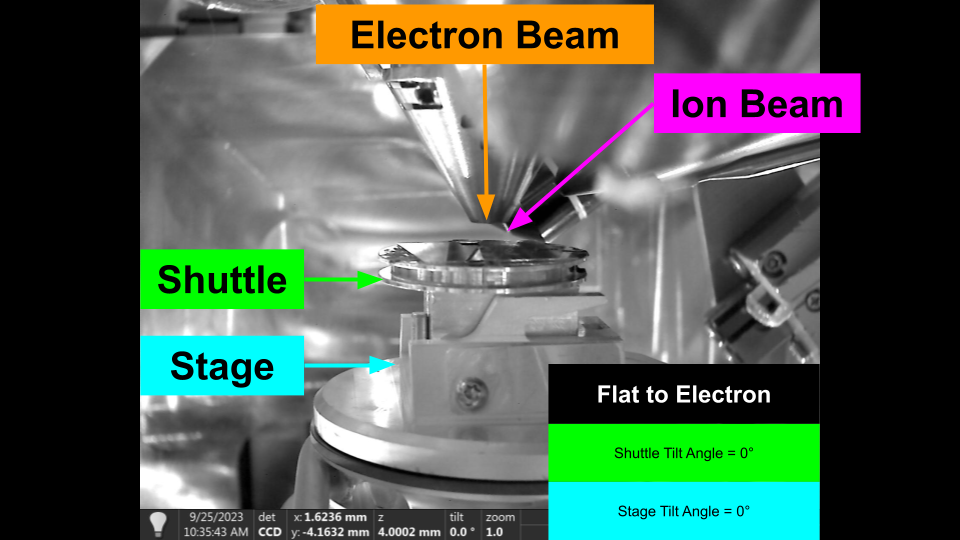 Electron Beam
Ion Beam
Shuttle
Stage
Flat to Electron
Shuttle Tilt Angle = 0°
Stage Tilt Angle = 0°
9/25/2023 det x: 1.6236 mm z tilt zoom
10:35:43 AM CCD y: -4.1632 mm 4.0002 mm 0.0 ° 1.0